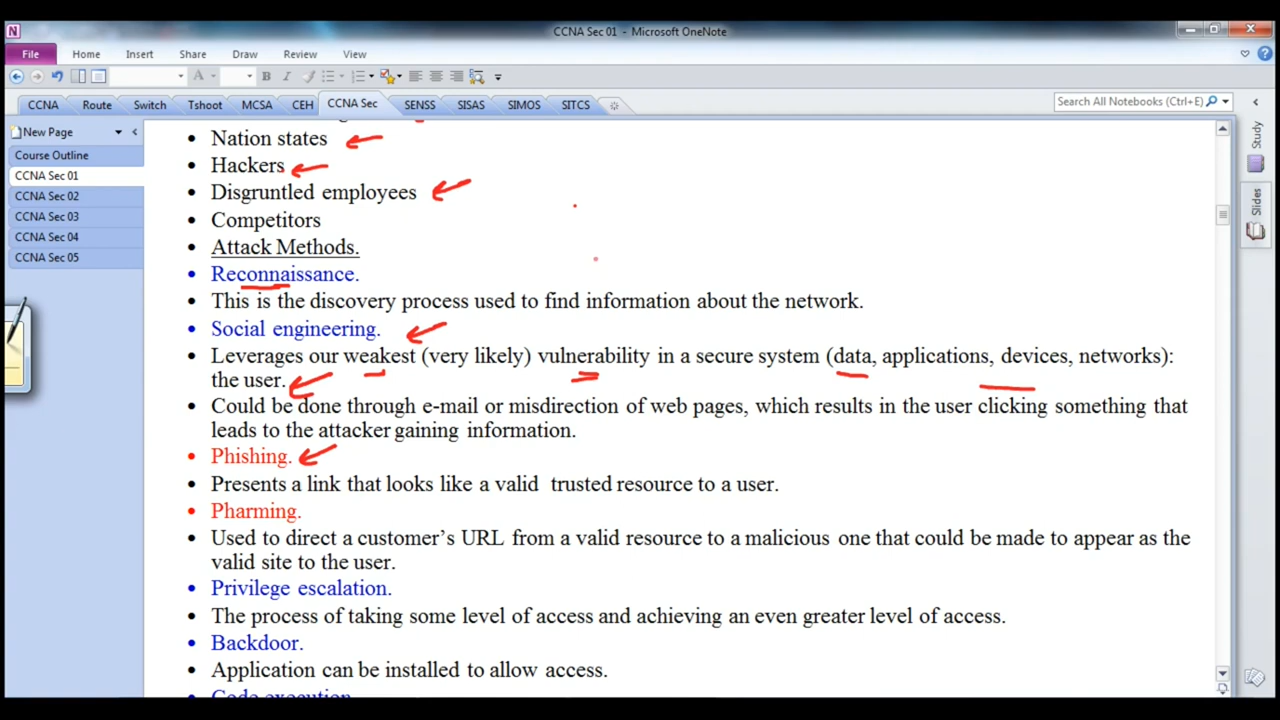 CCNA Sec 01 - Microsoft OneNote
File Home Insert Share Draw Review View
CCNA Route Switch Tshoot MCSA CEH CCNA Sec SENSS SISAS SIMOS SITCS
Search All Notebooks (Ctrl+E)
New Page
Course Outline
CCNA Sec 01
CCNA Sec 02
CCNA Sec 03
CCNA Sec 04
CCNA Sec 05
Study
Slides
• Nation states
• Hackers
• Disgruntled employees
• Competitors
• Attack Methods.
• Reconnaissance.
• This is the discovery process used to find information about the network.
• Social engineering.
• Leverages our weakest (very likely) vulnerability in a secure system (data, applications, devices, networks):
the user.
• Could be done through e-mail or misdirection of web pages, which results in the user clicking something that
leads to the attacker gaining information.
• Phishing.
• Presents a link that looks like a valid trusted resource to a user.
• Pharming.
• Used to direct a customer's URL from a valid resource to a malicious one that could be made to appear as the
valid site to the user.
• Privilege escalation.
• The process of taking some level of access and achieving an even greater level of access.
• Backdoor.
• Application can be installed to allow access.
• Code execution